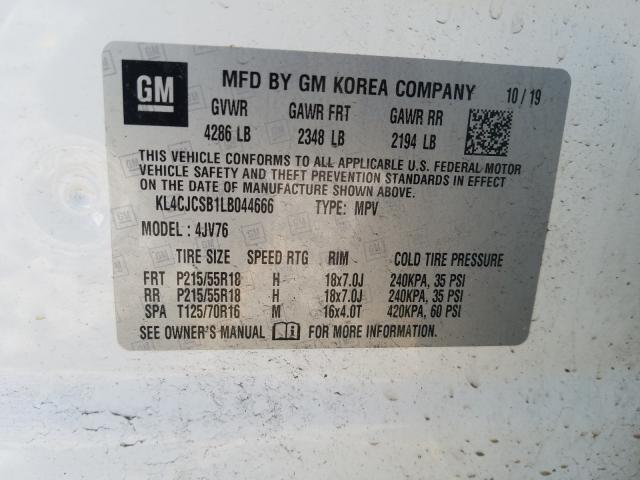 GM MFD BY GM KOREA COMPANY 10/19
GVWR GAWR FRT GAWR RR
4286 LB 2348 LB 2194 LB
THIS VEHICLE CONFORMS TO ALL APPLICABLE U.S. FEDERAL MOTOR
VEHICLE SAFETY AND THEFT PREVENTION STANDARDS IN EFFECT
ON THE DATE OF MANUFACTURE SHOWN ABOVE.
KL4CJCSB1LB044666 TYPE: MPV
MODEL : 4JV76
TIRE SIZE SPEED RTG RIM COLD TIRE PRESSURE
FRT P215/55R18 H 18x7.0J 240KPA, 35 PSI
RR P215/55R18 H 18x7.0J 240KPA, 35 PSI
SPA T125/70R16 M 16x4.0T 420KPA, 60 PSI
SEE OWNER'S MANUAL FOR MORE INFORMATION.